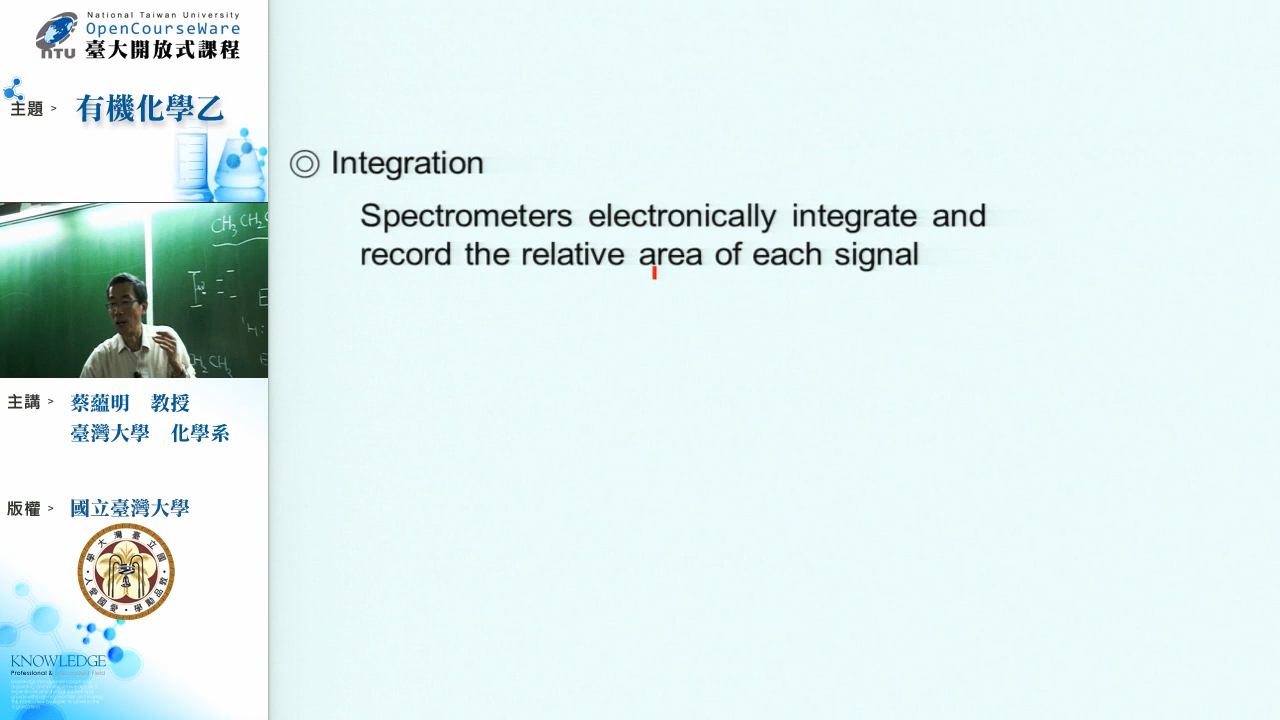 National Taiwan University
OpenCourseWare
NTU 臺大開放式課程
主題 > 有機化學乙
CH₃CH₂C
主講 > 蔡蘊明 教授
臺灣大學 化學系
版權 > 國立臺灣大學
KNOWLEDGE
◎ Integration
Spectrometers electronically integrate and
record the relative area of each signal